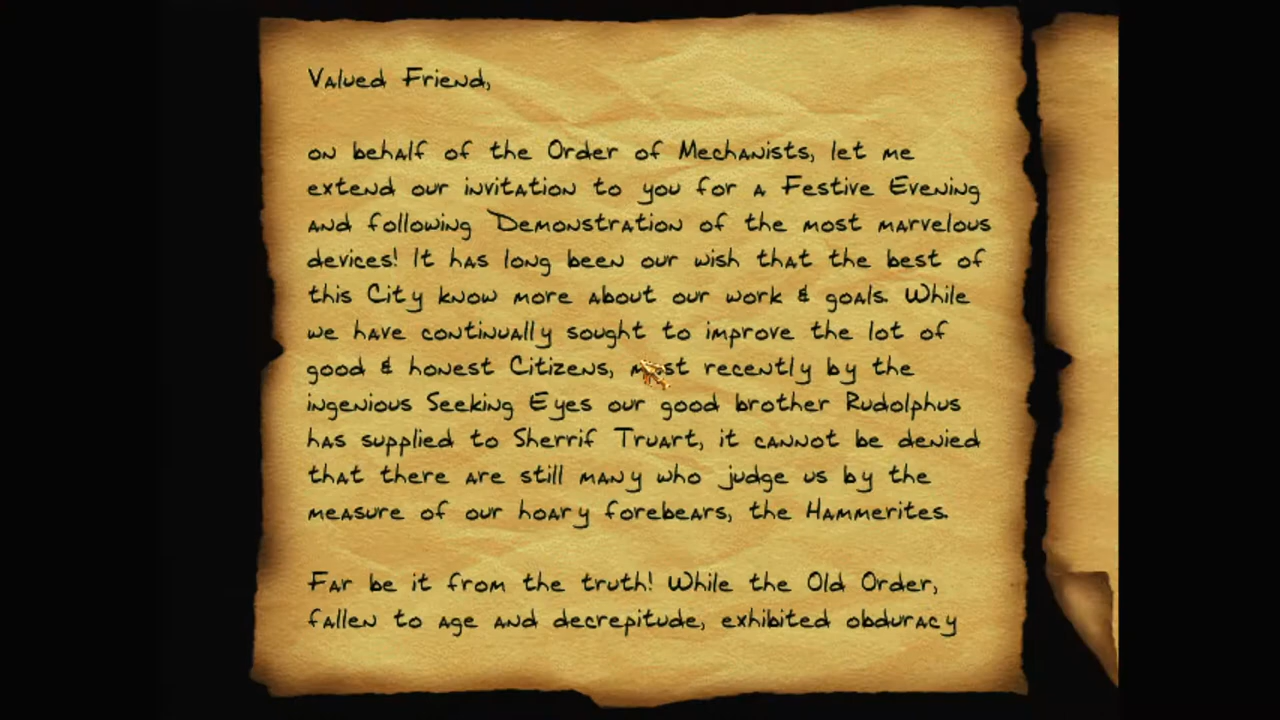 Valued Friend,
on behalf of the Order of Mechanists, let me
extend our invitation to you for a Festive Evening
and following Demonstration of the most marvelous
devices! It has long been our wish that the best of
this City know more about our work & goals. While
we have continually sought to improve the lot of
good & honest Citizens, most recently by the
ingenious Seeking Eyes our good brother Rudolphus
has supplied to Sherrif Truart, it cannot be denied
that there are still many who judge us by the
measure of our hoary forebears, the Hammerites.
Far be it from the truth! While the Old Order,
fallen to age and decrepitude, exhibited obduracy